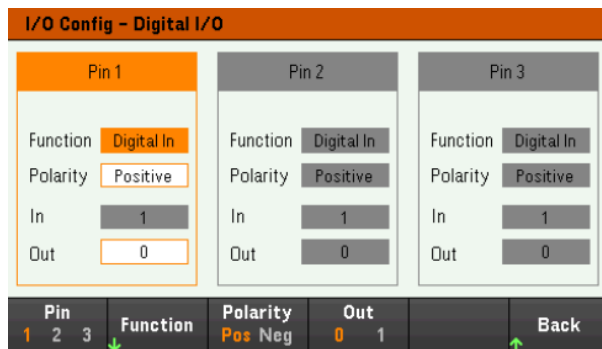 I/O Config – Digital I/O
Pin 1 Pin 2 Pin 3
Function Digital In Function Digital In Function Digital In
Polarity Positive Polarity Positive Polarity Positive
In 1 In 1 In 1
Out 0 Out 0 Out 0
Pin Polarity Out
Function Back
1 2 3 Pos Neg 0 1